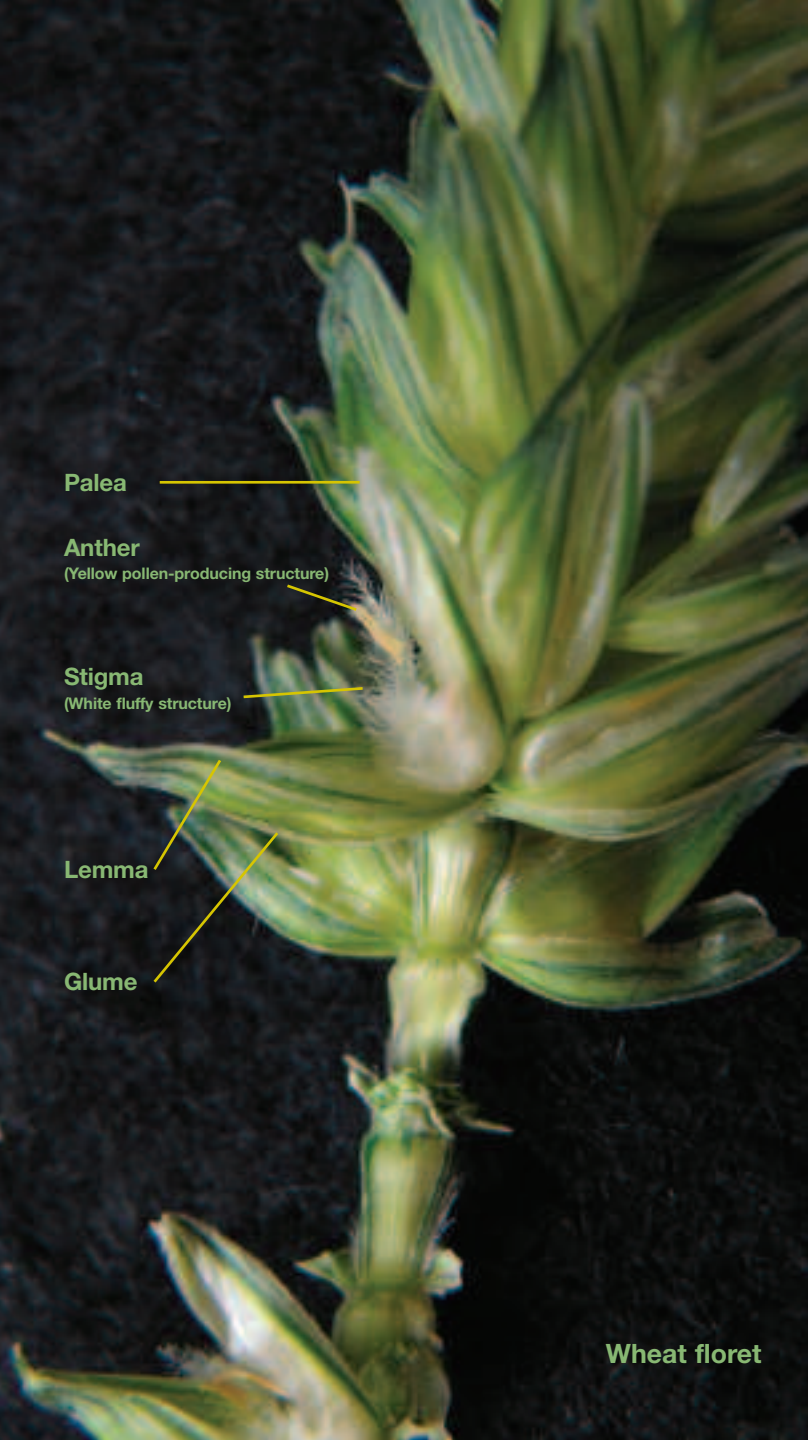 Palea
Anther
(Yellow pollen-producing structure)
Stigma
(White fluffy structure)
Lemma
Glume
Wheat floret